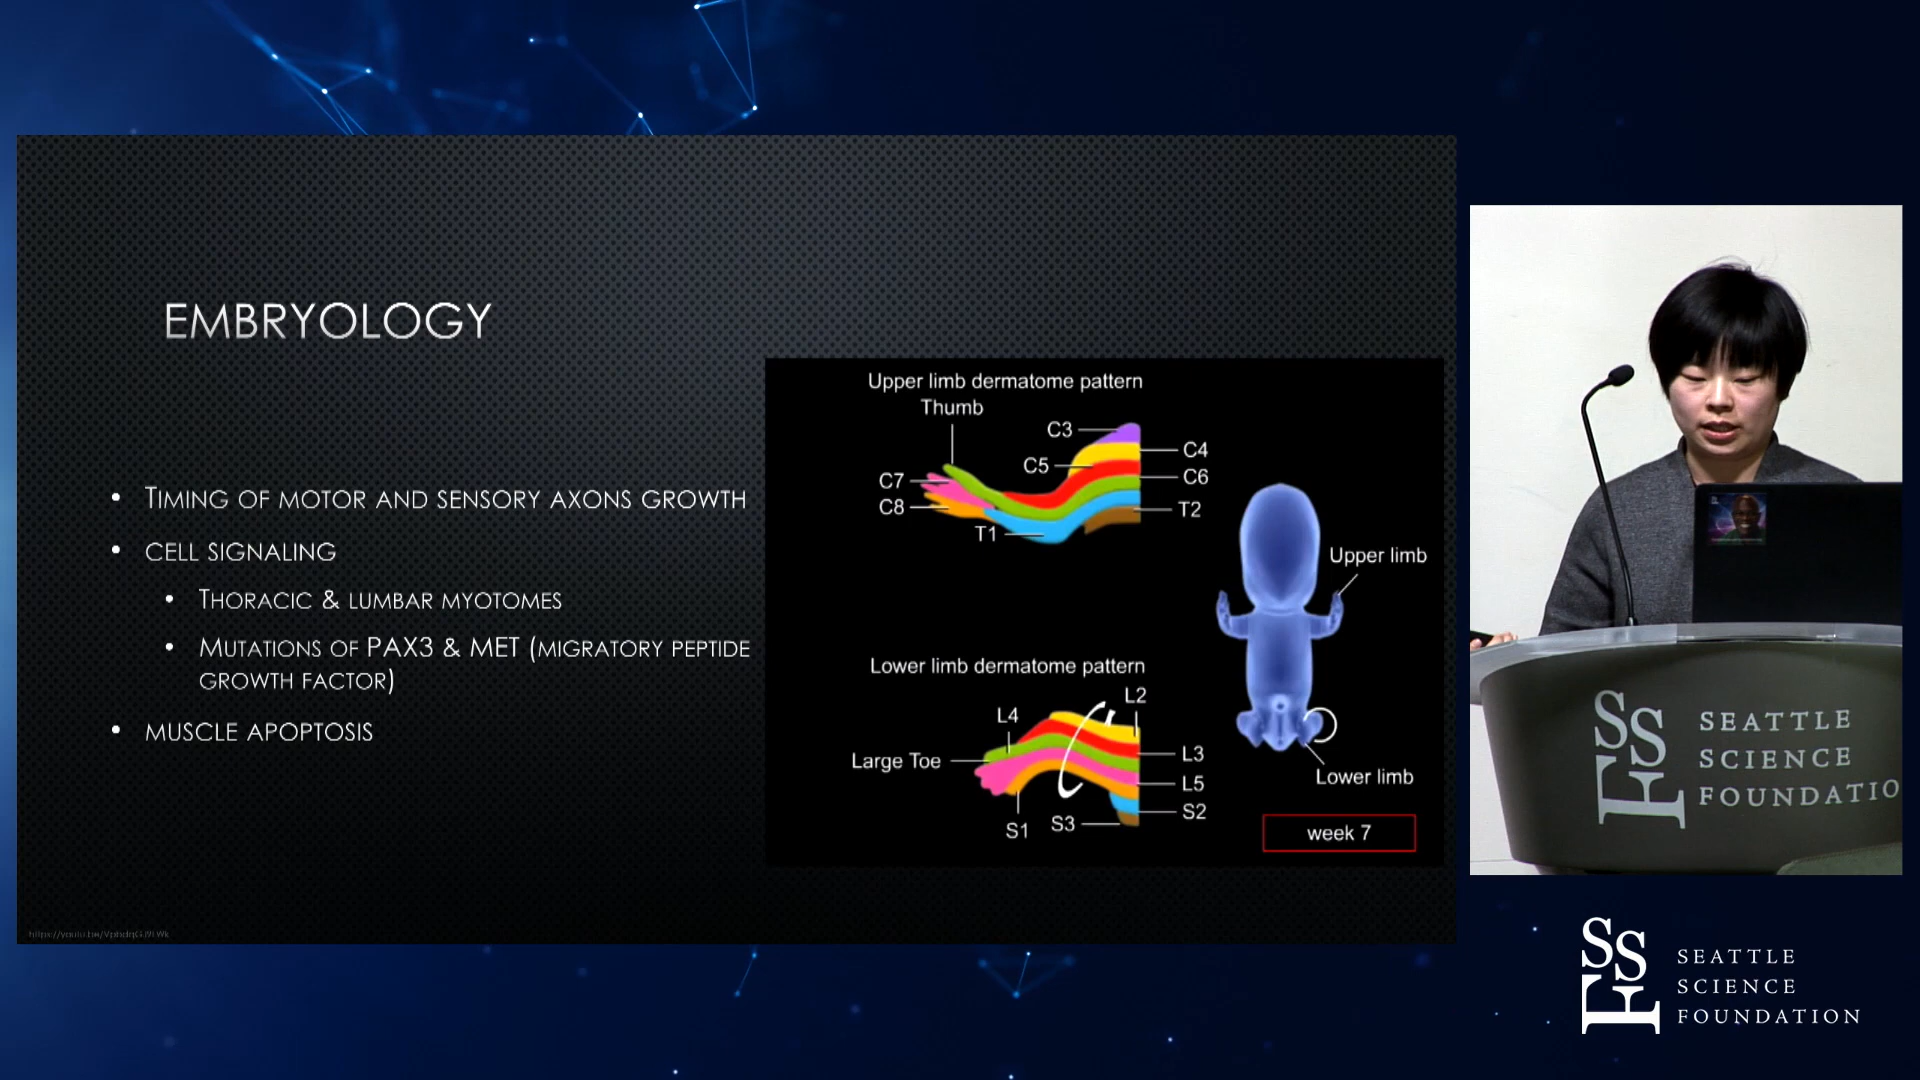 EMBRYOLOGY
• TIMING OF MOTOR AND SENSORY AXONS GROWTH
• CELL SIGNALING
• THORACIC & LUMBAR MYOTOMES
• MUTATIONS OF PAX3 & MET (MIGRATORY PEPTIDE
GROWTH FACTOR)
• MUSCLE APOPTOSIS
Upper limb dermatome pattern
Thumb
C3
C4
C5
C6
C7
C8
T2
T1
Upper limb
Lower limb dermatome pattern
L2
L4
L3
Large Toe
L5
S2
S1
S3
Lower limb
week 7
SSF
SEATTLE
SCIENCE
FOUNDATIO
SSF
SEATTLE
SCIENCE
FOUNDATION